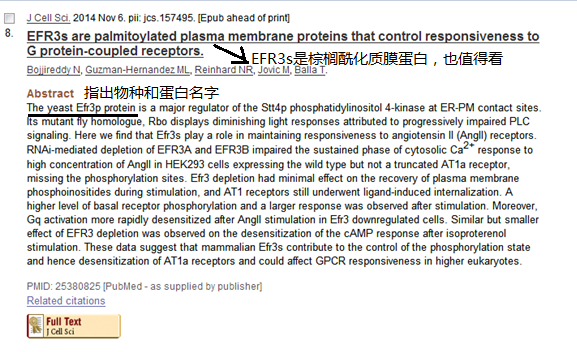 J Cell Sci. 2014 Nov 6. pii: jcs.157495. [Epub ahead of print]
8. EFR3s are palmitoylated plasma membrane proteins that control responsiveness to
G protein-coupled receptors.
EFR3s是棕榈酰化质膜蛋白，也值得看
Bojjireddy N, Guzman-Hernandez ML, Reinhard NR, Jovic M, Balla T.
Abstract 指出物种和蛋白名字
The yeast Efr3p protein is a major regulator of the Stt4p phosphatidylinositol 4-kinase at ER-PM contact sites.
Its mutant fly homologue, Rbo displays diminishing light responses attributed to progressively impaired PLC
signaling. Here we find that Efr3s play a role in maintaining responsiveness to angiotensin II (AngII) receptors.
RNAi-mediated depletion of EFR3A and EFR3B impaired the sustained phase of cytosolic Ca2+ response to
high concentration of AngII in HEK293 cells expressing the wild type but not a truncated AT1a receptor,
missing the phosphorylation sites. Efr3 depletion had minimal effect on the recovery of plasma membrane
phosphoinositides during stimulation, and AT1 receptors still underwent ligand-induced internalization. A
higher level of basal receptor phosphorylation and a larger response was observed after stimulation. Moreover,
Gq activation more rapidly desensitized after AngII stimulation in Efr3 downregulated cells. Similar but smaller
effect of EFR3 depletion was observed on the desensitization of the cAMP response after isoproterenol
stimulation. These data suggest that mammalian Efr3s contribute to the control of the phosphorylation state
and hence desensitization of AT1a receptors and could affect GPCR responsiveness in higher eukaryotes.
PMID: 25380825 [PubMed - as supplied by publisher]
Related citations
Full Text
J Cell Sci